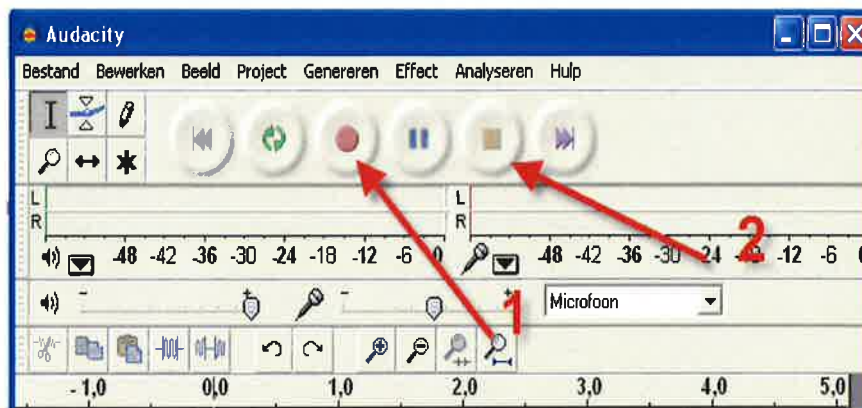 Audacity
Bestand Bewerken Beeld Project Genereren Effect Analyseren Hulp
L
R
L
R
-48 -42 -36 -30 -24 -18 -12 -6 0
-48 -42 -36 -30 -24 -12 -6 0
2
- + - +
Microfoon
1
-1,0 0,0 1,0 2,0 3,0 4,0 5,0